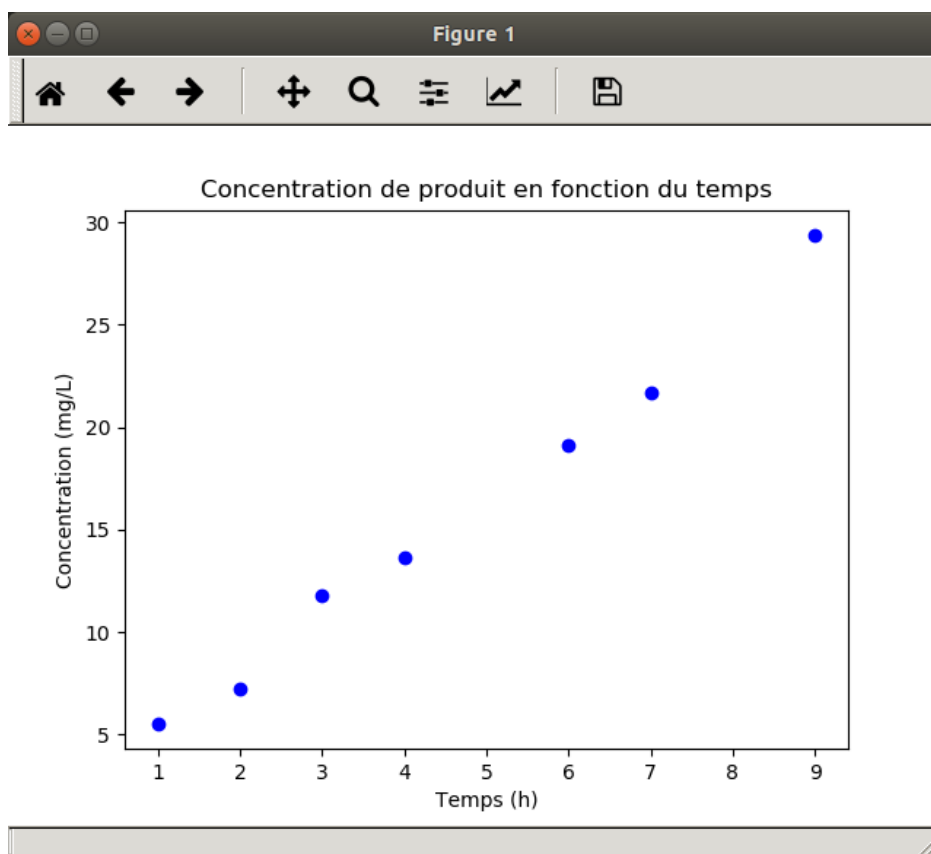 Figure 1
Concentration de produit en fonction du temps
30
25
20
15
10
5
Concentration (mg/L)
1 2 3 4 5 6 7 8 9
Temps (h)